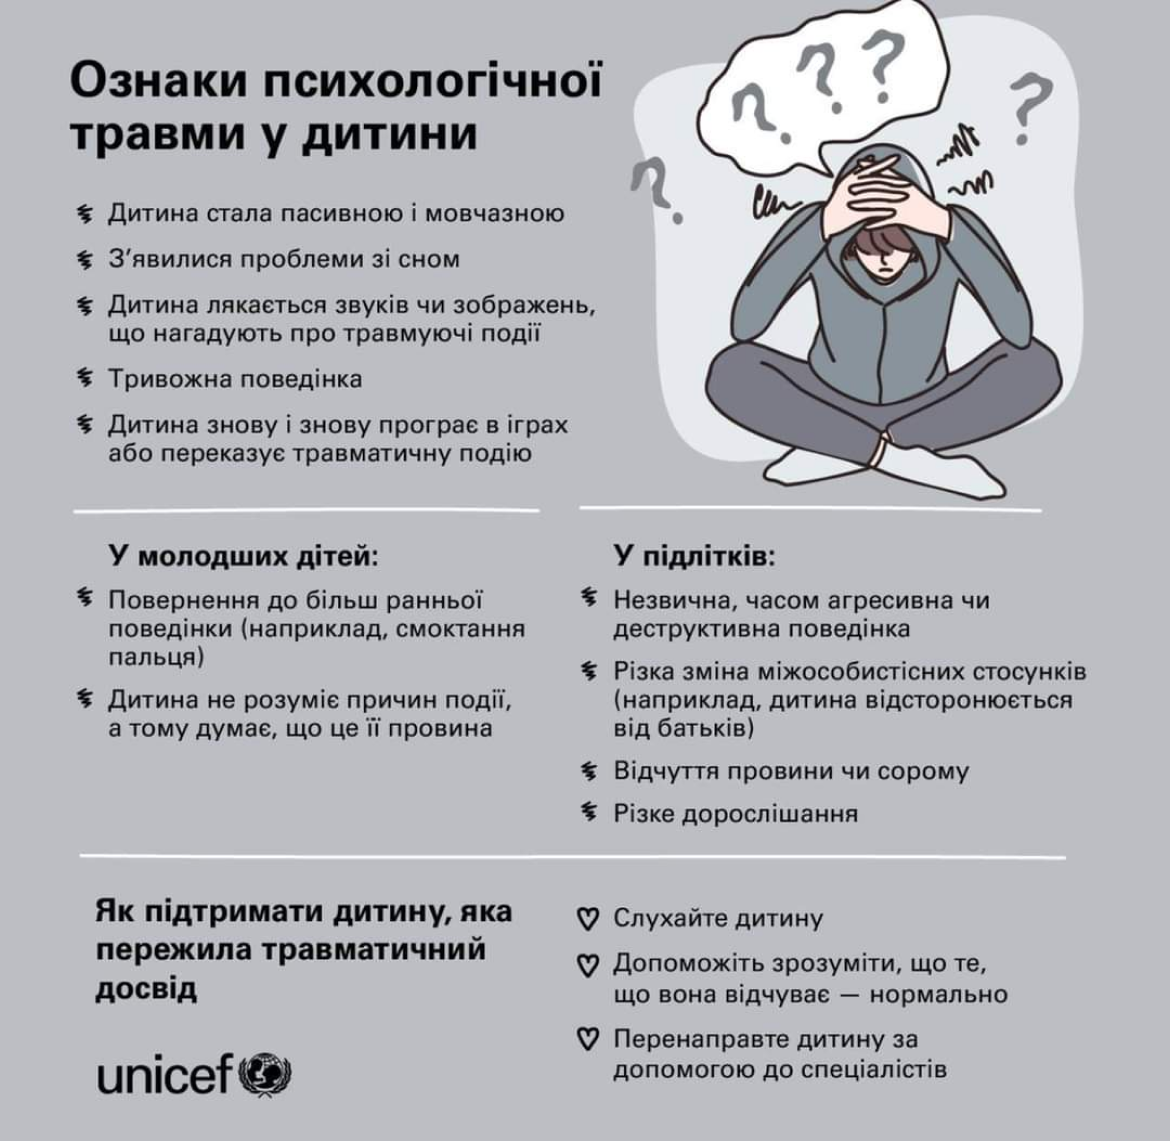 Ознаки психологічної
травми у дитини
Дитина стала пасивною і мовчазною
З’явилися проблеми зі сном
Дитина лякається звуків чи зображень,
що нагадують про травмуючі події
Тривожна поведінка
Дитина знову і знову програє в іграх
або переказує травматичну подію
? ? ?
?
?
У молодших дітей:
Повернення до більш ранньої
поведінки (наприклад, смоктання
пальця)
Дитина не розуміє причин події,
а тому думає, що це її провина
У підлітків:
Незвична, часом агресивна чи
деструктивна поведінка
Різка зміна міжособистісних стосунків
(наприклад, дитина відсторонюється
від батьків)
Відчуття провини чи сорому
Різке дорослішання
Як підтримати дитину, яка
пережила травматичний
досвід
unicef
Слухайте дитину
Допоможіть зрозуміти, що те,
що вона відчуває — нормально
Перенаправте дитину за
допомогою до спеціалістів